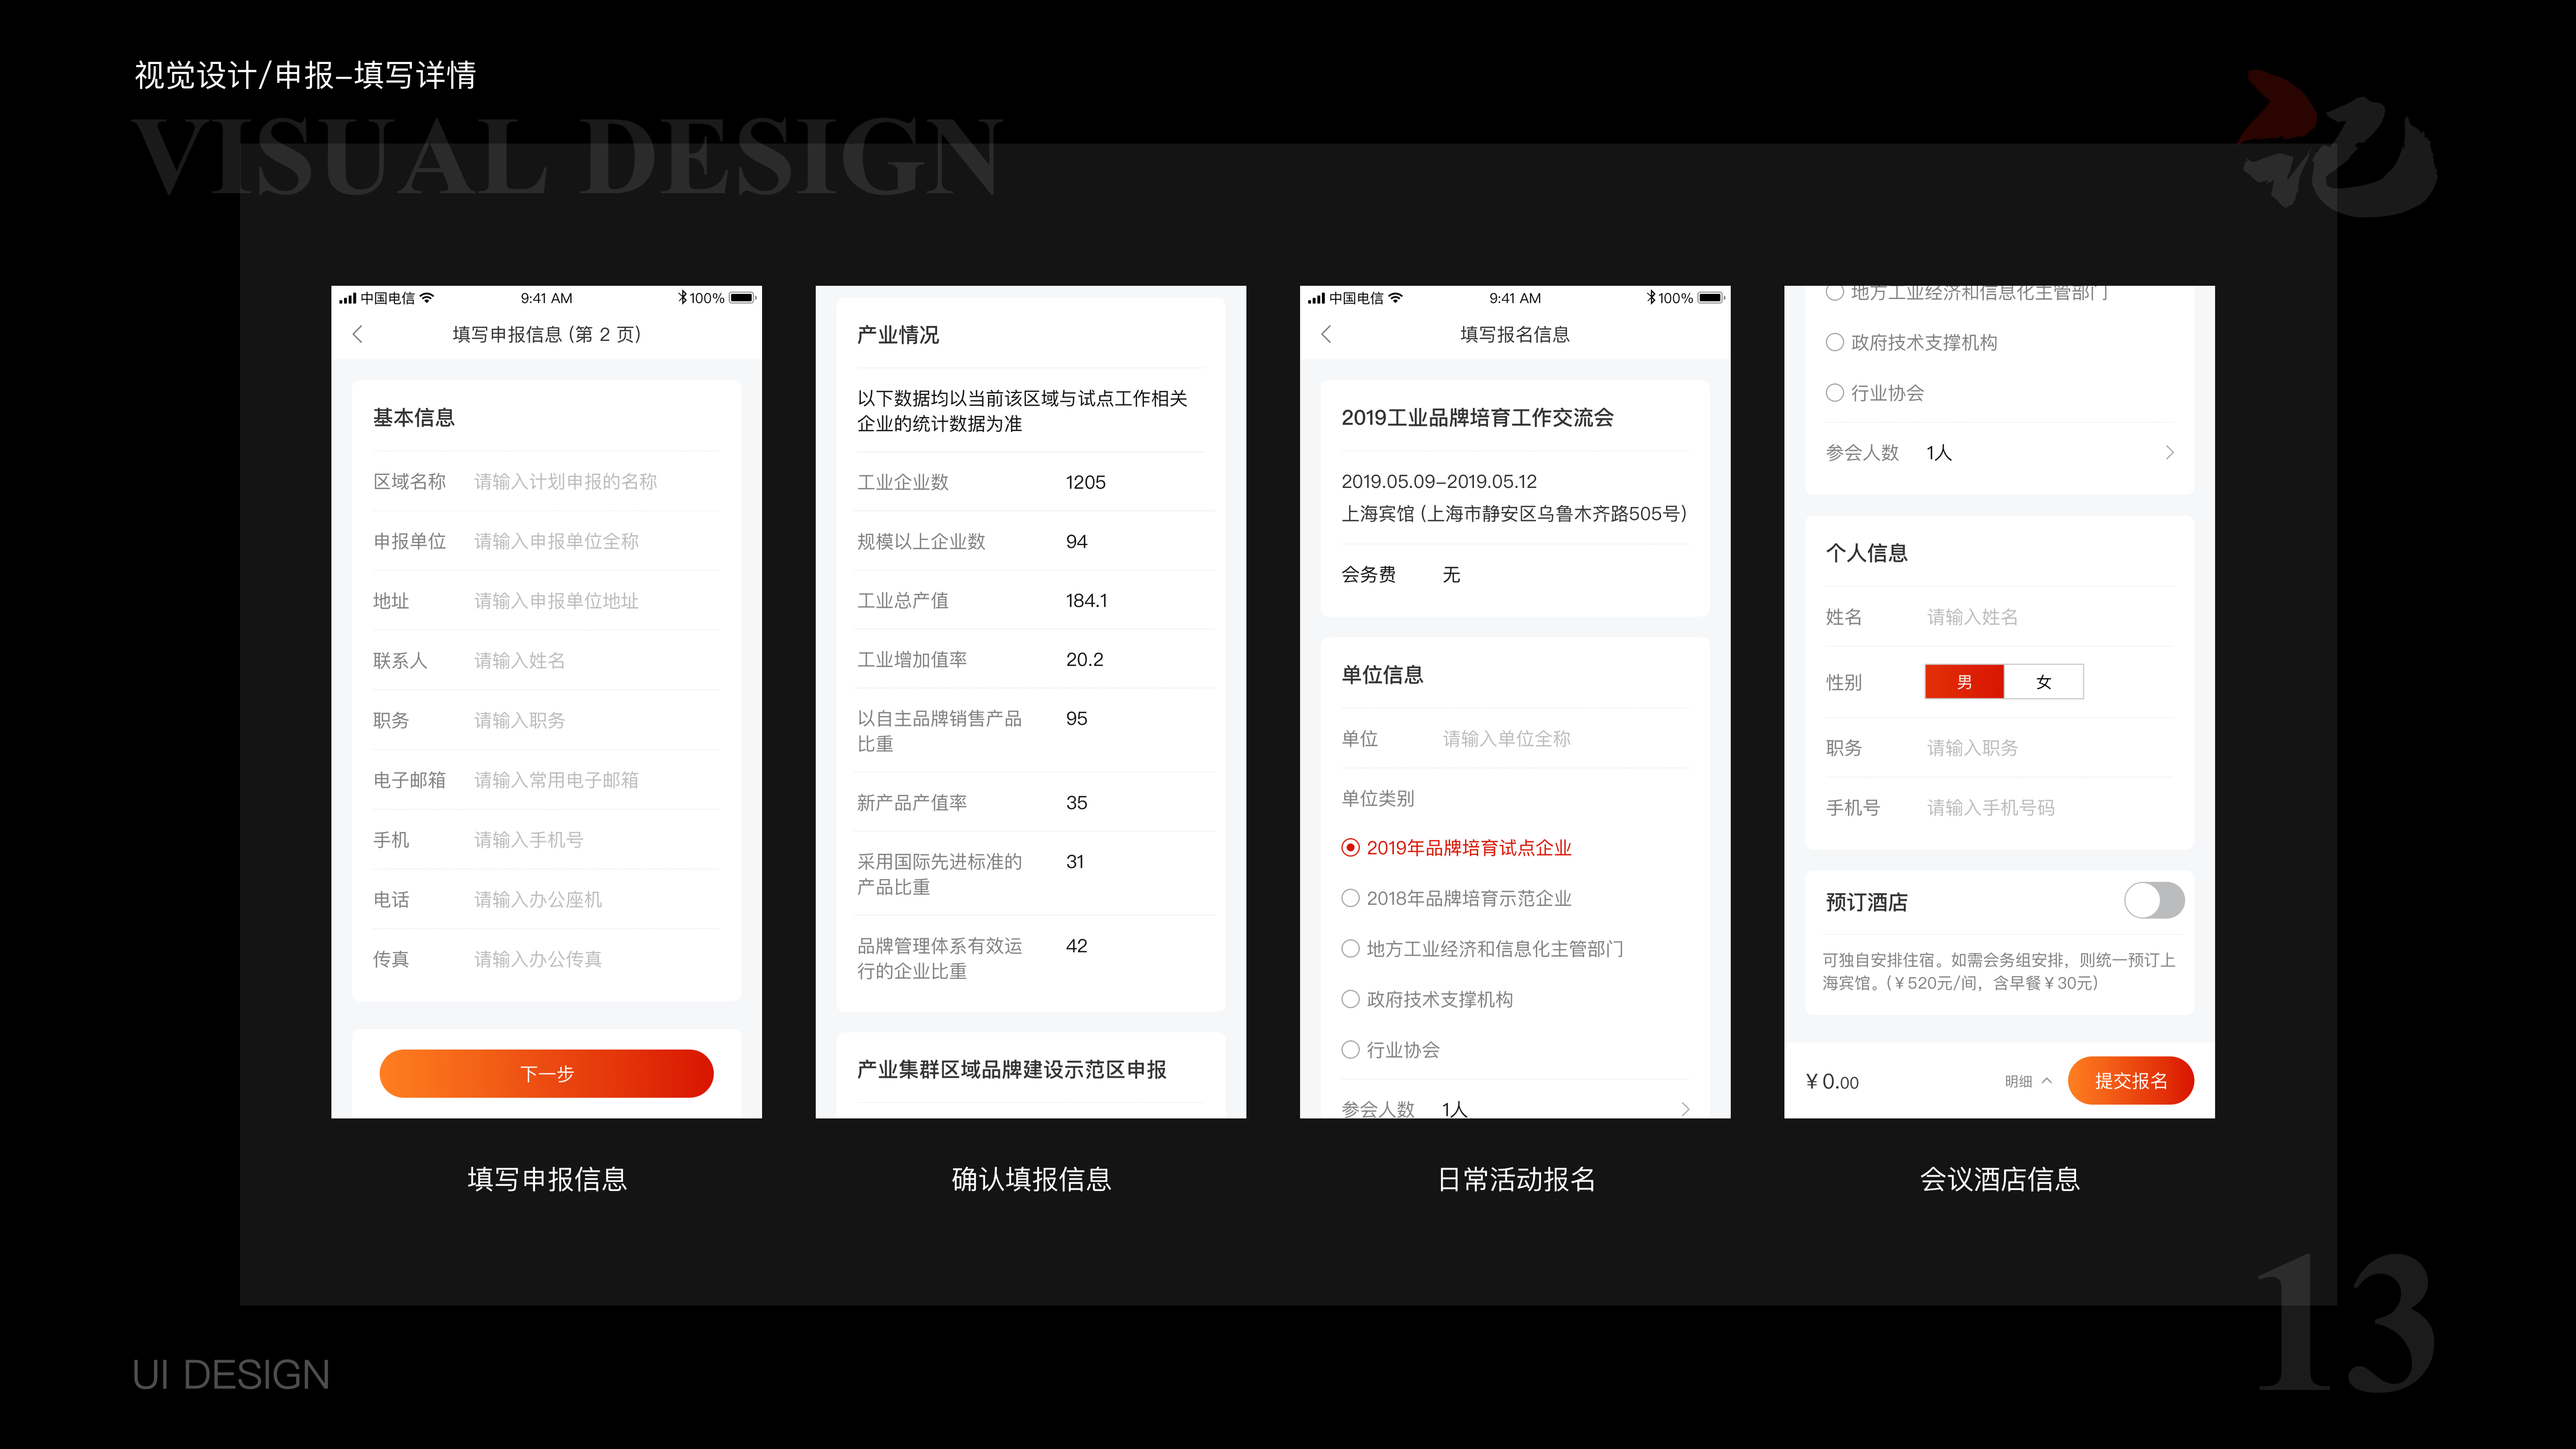 视觉设计/申报-填写详情
VISUAL DESIGN
记
中国电信
9:41 AM
100%
填写申报信息 (第 2 页)
基本信息
区域名称 请输入计划申报的名称
申报单位 请输入申报单位全称
地址 请输入申报单位地址
联系人 请输入姓名
职务 请输入职务
电子邮箱 请输入常用电子邮箱
手机 请输入手机号
电话 请输入办公座机
传真 请输入办公传真
下一步
填写申报信息
产业情况
以下数据均以当前该区域与试点工作相关
企业的统计数据为准
工业企业数 1205
规模以上企业数 94
工业总产值 184.1
工业增加值率 20.2
以自主品牌销售产品 95
比重
新产品产值率 35
采用国际先进标准的 31
产品比重
品牌管理体系有效运 42
行的企业比重
产业集群区域品牌建设示范区申报
确认填报信息
中国电信
9:41 AM
100%
填写报名信息
2019工业品牌培育工作交流会
2019.05.09-2019.05.12
上海宾馆 (上海市静安区乌鲁木齐路505号)
会务费 无
单位信息
单位 请输入单位全称
单位类别
2019年品牌培育试点企业
2018年品牌培育示范企业
地方工业经济和信息化主管部门
政府技术支撑机构
行业协会
参会人数 1人
日常活动报名
地方工业经济和信息化主管部门
政府技术支撑机构
行业协会
参会人数 1人
个人信息
姓名 请输入姓名
性别 男 女
职务 请输入职务
手机号 请输入手机号码
预订酒店
可独自安排住宿。如需会务组安排，则统一预订上
海宾馆。(￥520元/间，含早餐￥30元)
￥0.00 明细 提交报名
会议酒店信息
UI DESIGN
13